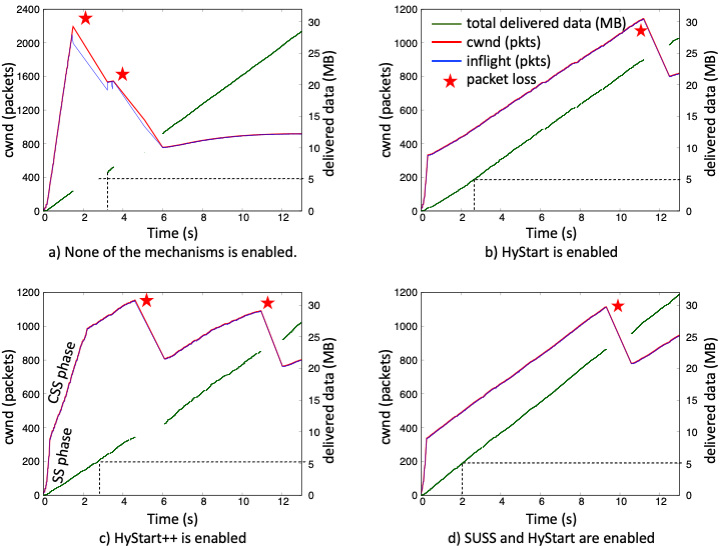 2400
2000
1600
1200
800
400
0
cwnd (packets)
30
25
20
15
10
5
0
delivered data (MB)
0 2 4 6 8 10 12
Time (s)
a) None of the mechanisms is enabled.
1200
1000
800
600
400
200
0
cwnd (packets)
total delivered data (MB)
cwnd (pkts)
inflight (pkts)
packet loss
30
25
20
15
10
5
0
delivered data (MB)
0 2 4 6 8 10 12
Time (s)
b) HyStart is enabled
1200
1000
800
600
400
200
0
cwnd (packets)
CSS phase
SS phase
30
25
20
15
10
5
0
delivered data (MB)
0 2 4 6 8 10 12
Time (s)
c) HyStart++ is enabled
1200
1000
800
600
400
200
0
cwnd (packets)
30
25
20
15
10
5
0
delivered data (MB)
0 2 4 6 8 10 12
Time (s)
d) SUSS and HyStart are enabled